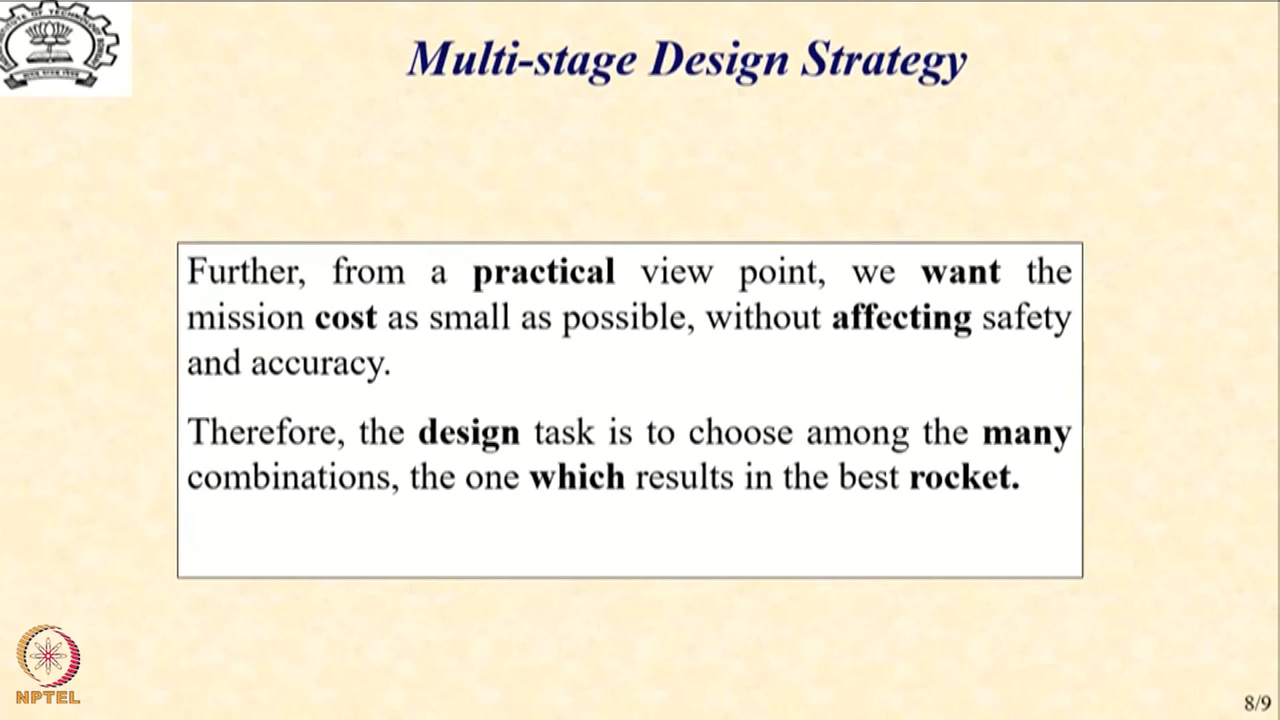 Multi-stage Design Strategy
Further, from a practical view point, we want the
mission cost as small as possible, without affecting safety
and accuracy.
Therefore, the design task is to choose among the many
combinations, the one which results in the best rocket.
NPTEL
8/9